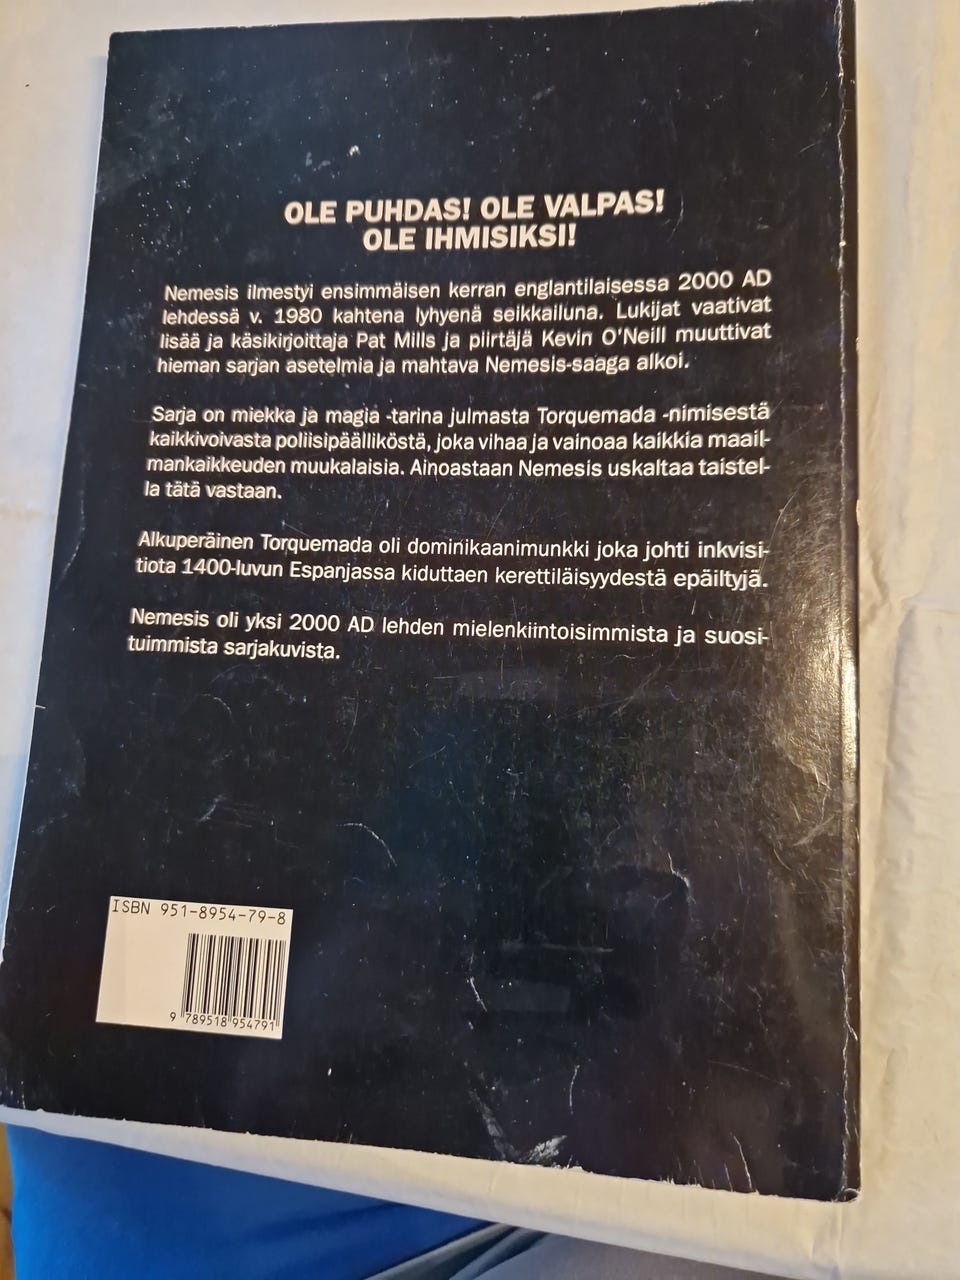 OLE PUHDAS! OLE VALPAS!
OLE IHMISIKSI!
Nemesis ilmestyi ensimmäisen kerran englantilaisessa 2000 AD
lehdessä v. 1980 kahtena lyhyenä seikkailuna. Lukijat vaativat
lisää ja käsikirjoittaja Pat Mills ja piirtäjä Kevin O'Neill muuttivat
hieman sarjan asetelmia ja mahtava Nemesis-saaga alkoi.
Sarja on miekka ja magia -tarina julmasta Torquemada -nimisestä
kaikkivoivasta poliisipäälliköstä, joka vihaa ja vainoaa kaikkia maail-
mankaikkeuden muukalaisia. Ainoastaan Nemesis uskaltaa taistel-
la tätä vastaan.
Alkuperäinen Torquemada oli dominikaanimunkki joka johti inkvisi-
tiota 1400-luvun Espanjassa kiduttaen kerettiläisyydestä epäiltyjä.
Nemesis oli yksi 2000 AD lehden mielenkiintoisimmista ja suosi-
tuimmista sarjakuvista.
ISBN 951-8954-79-8
9 789518 954791